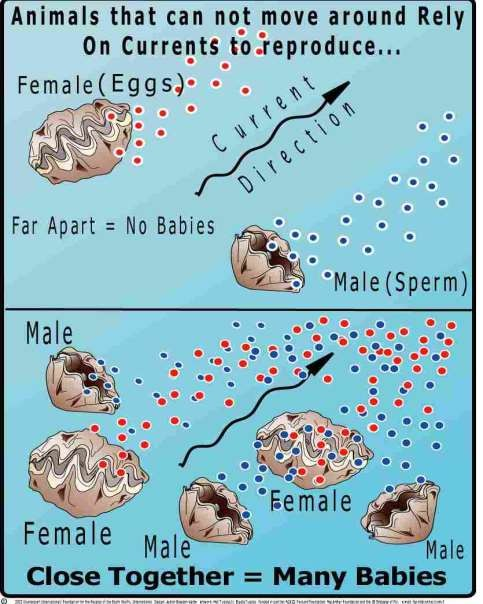 Animals that can not move around Rely
On Currents to reproduce...
Female (Eggs)
Current
Direction
Far Apart = No Babies
Male (Sperm)
Male
Female
Male
Female
Male
Close Together = Many Babies